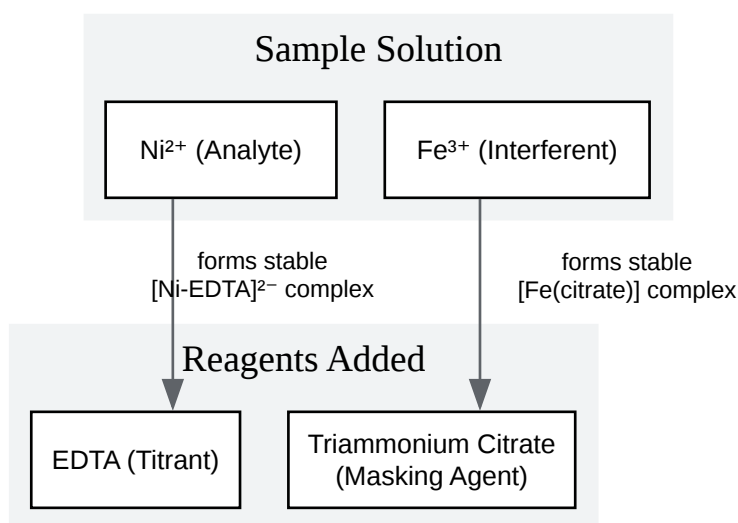 Sample Solution
Ni²⁺ (Analyte)
Fe³⁺ (Interferent)
forms stable
[Ni-EDTA]²⁻ complex
forms stable
[Fe(citrate)] complex
Reagents Added
EDTA (Titrant)
Triammonium Citrate
(Masking Agent)